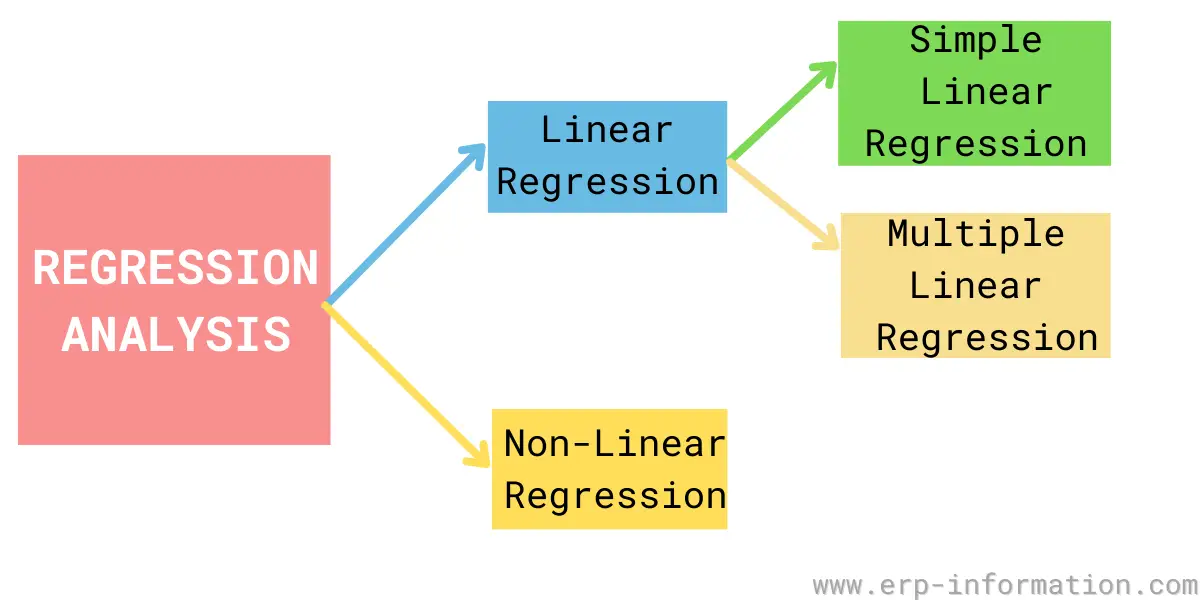 REGRESSION
ANALYSIS
Linear
Regression
Non-Linear
Regression
Simple
Linear
Regression
Multiple
Linear
Regression
www.erp-information.com